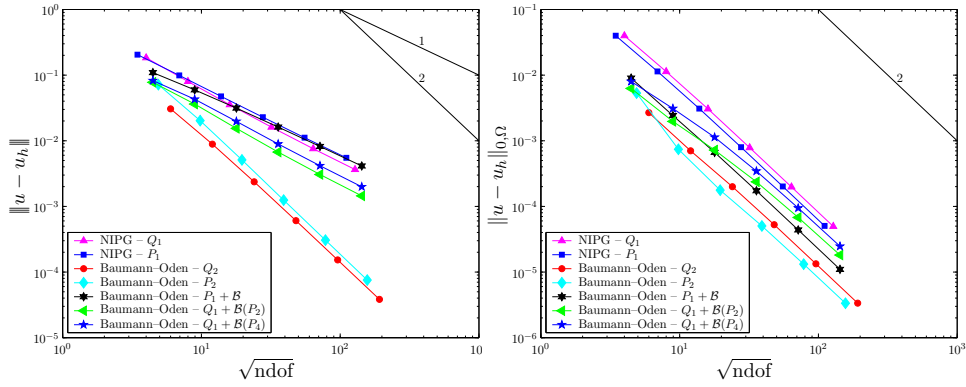 10^0
10^{-1}
10^{-2}
10^{-3}
10^{-4}
10^{-5}
|||u − u_h|||
1
2
NIPG – Q_1
NIPG – P_1
Baumann–Oden – Q_2
Baumann–Oden – P_2
Baumann–Oden – P_1 + B
Baumann–Oden – Q_1 + B(P_2)
Baumann–Oden – Q_1 + B(P_4)
10^0 10^1 10^2 10^3
√ndof
10^{-1}
10^{-2}
10^{-3}
10^{-4}
10^{-5}
10^{-6}
||u − u_h||_{0,Ω}
2
NIPG – Q_1
NIPG – P_1
Baumann–Oden – Q_2
Baumann–Oden – P_2
Baumann–Oden – P_1 + B
Baumann–Oden – Q_1 + B(P_2)
Baumann–Oden – Q_1 + B(P_4)
10^0 10^1 10^2 10^3
√ndof